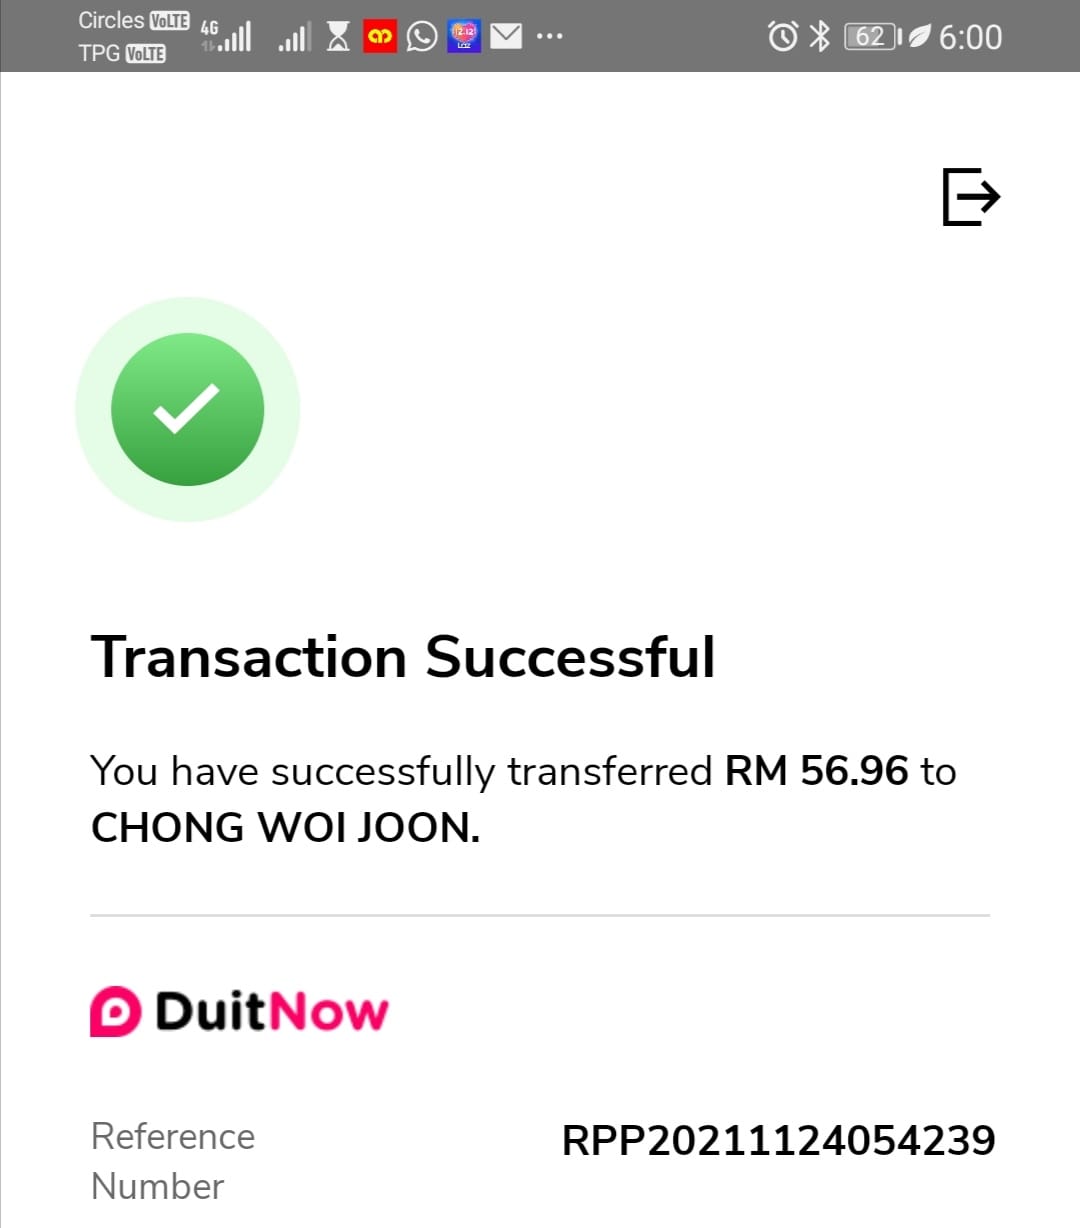 Circles VoLTE 4G 62 6:00
TPG VoLTE
Transaction Successful
You have successfully transferred RM 56.96 to
CHONG WOI JOON.
DuitNow
Reference RPP20211124054239
Number